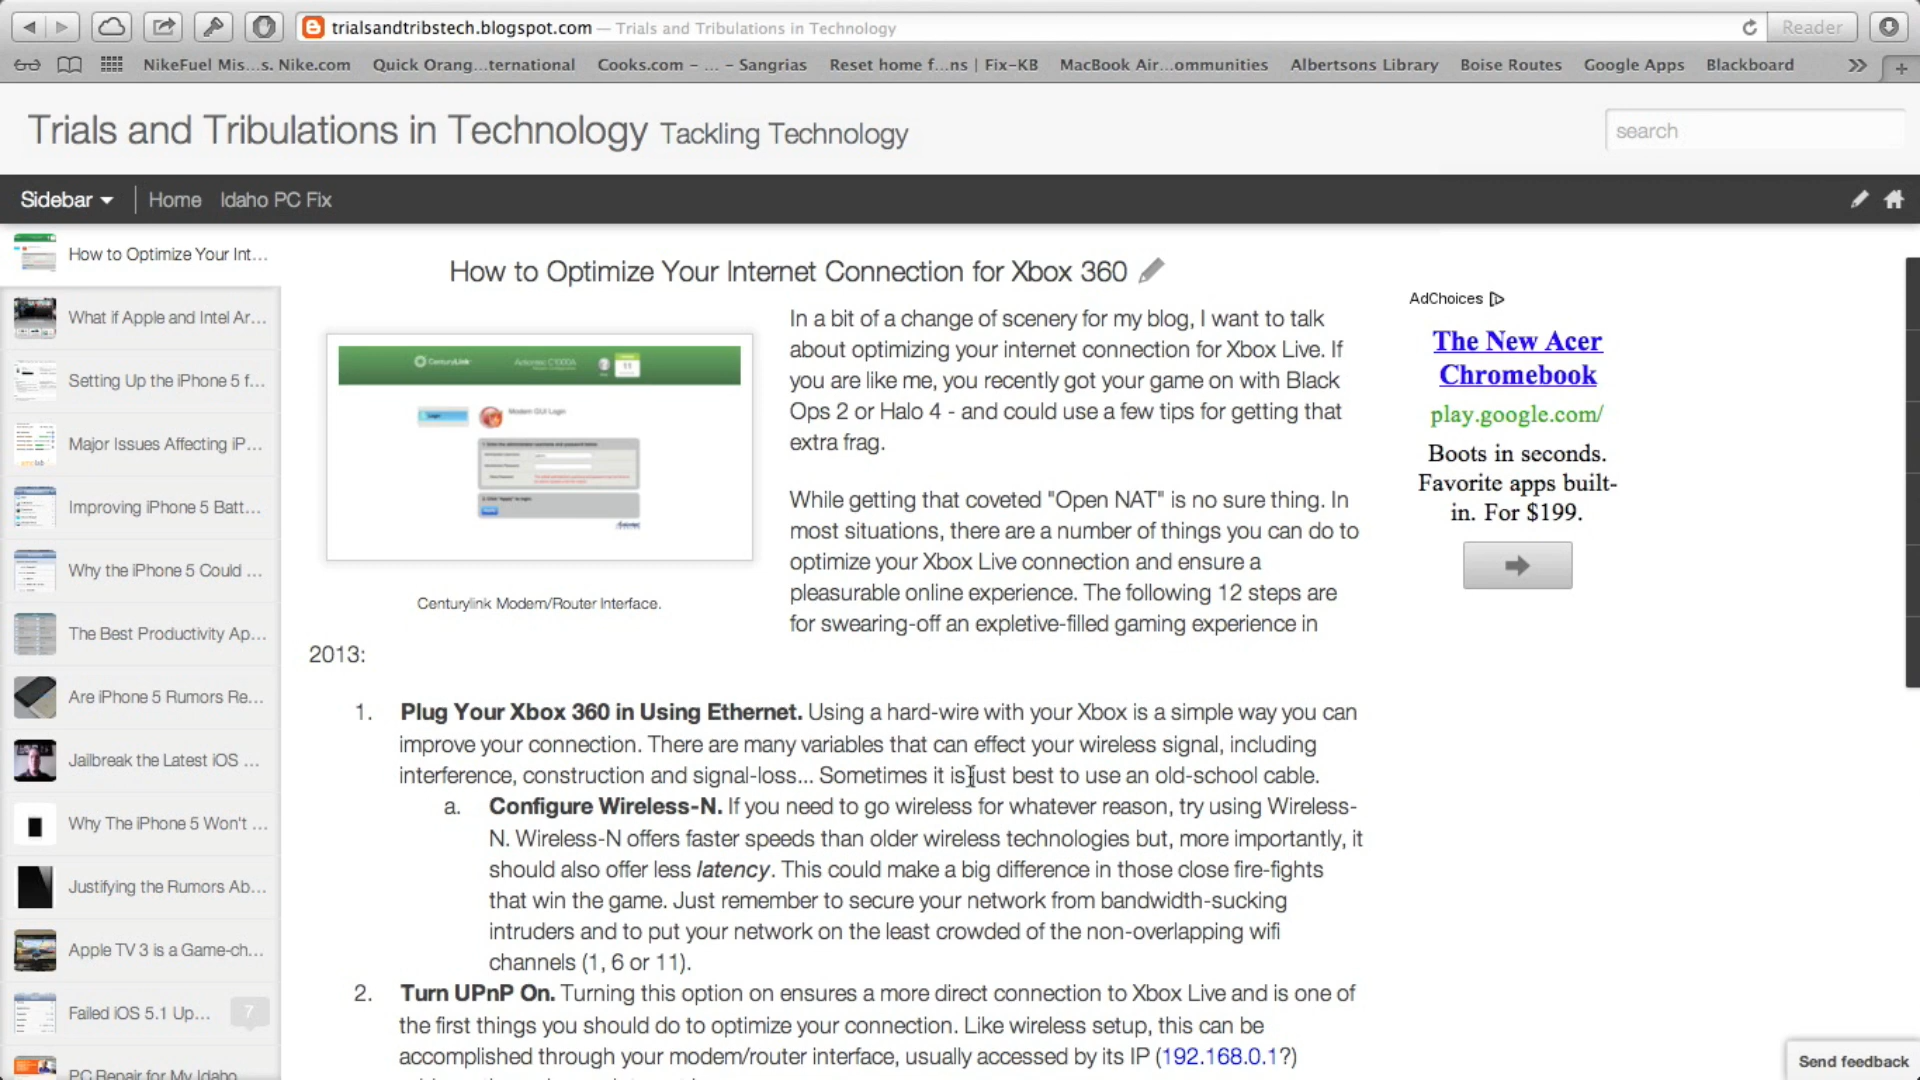 trialsandtribstech.blogspot.com — Trials and Tribulations in Technology
Reader
NikeFuel Mis...s. Nike.com
Quick Orang...ternational
Cooks.com - ... - Sangrias
Reset home f...ns | Fix-KB
MacBook Air...ommunities
Albertsons Library
Boise Routes
Google Apps
Blackboard
Trials and Tribulations in Technology Tackling Technology
search
Sidebar
Home
Idaho PC Fix
How to Optimize Your Int...
What if Apple and Intel Ar...
Setting Up the iPhone 5 f...
Major Issues Affecting iP...
Improving iPhone 5 Batt...
Why the iPhone 5 Could ...
The Best Productivity Ap...
Are iPhone 5 Rumors Re...
Jailbreak the Latest iOS ...
Why The iPhone 5 Won't ...
Justifying the Rumors Ab...
Apple TV 3 is a Game-ch...
Failed iOS 5.1 Up...
7
PC Repair for My Idaho
How to Optimize Your Internet Connection for Xbox 360
CenturyLink
Actiontec C1000A
11
Login
Modem GUI Login
Centurylink Modem/Router Interface.
In a bit of a change of scenery for my blog, I want to talk
about optimizing your internet connection for Xbox Live. If
you are like me, you recently got your game on with Black
Ops 2 or Halo 4 - and could use a few tips for getting that
extra frag.
While getting that coveted "Open NAT" is no sure thing. In
most situations, there are a number of things you can do to
optimize your Xbox Live connection and ensure a
pleasurable online experience. The following 12 steps are
for swearing-off an expletive-filled gaming experience in
2013:
1. Plug Your Xbox 360 in Using Ethernet. Using a hard-wire with your Xbox is a simple way you can
improve your connection. There are many variables that can effect your wireless signal, including
interference, construction and signal-loss... Sometimes it is just best to use an old-school cable.
a. Configure Wireless-N. If you need to go wireless for whatever reason, try using Wireless-
N. Wireless-N offers faster speeds than older wireless technologies but, more importantly, it
should also offer less latency. This could make a big difference in those close fire-fights
that win the game. Just remember to secure your network from bandwidth-sucking
intruders and to put your network on the least crowded of the non-overlapping wifi
channels (1, 6 or 11).
2. Turn UPnP On. Turning this option on ensures a more direct connection to Xbox Live and is one of
the first things you should do to optimize your connection. Like wireless setup, this can be
accomplished through your modem/router interface, usually accessed by its IP (192.168.0.1?)
AdChoices
The New Acer
Chromebook
play.google.com/
Boots in seconds.
Favorite apps built-
in. For $199.
Send feedback